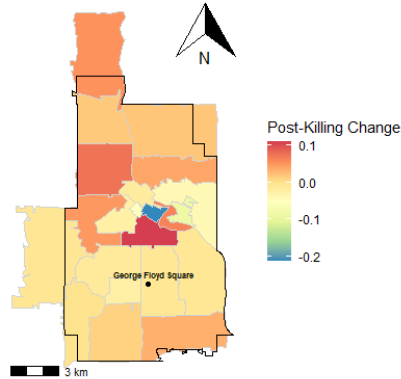 N
Post-Killing Change
0.1
0.0
-0.1
-0.2
George Floyd Square
3 km